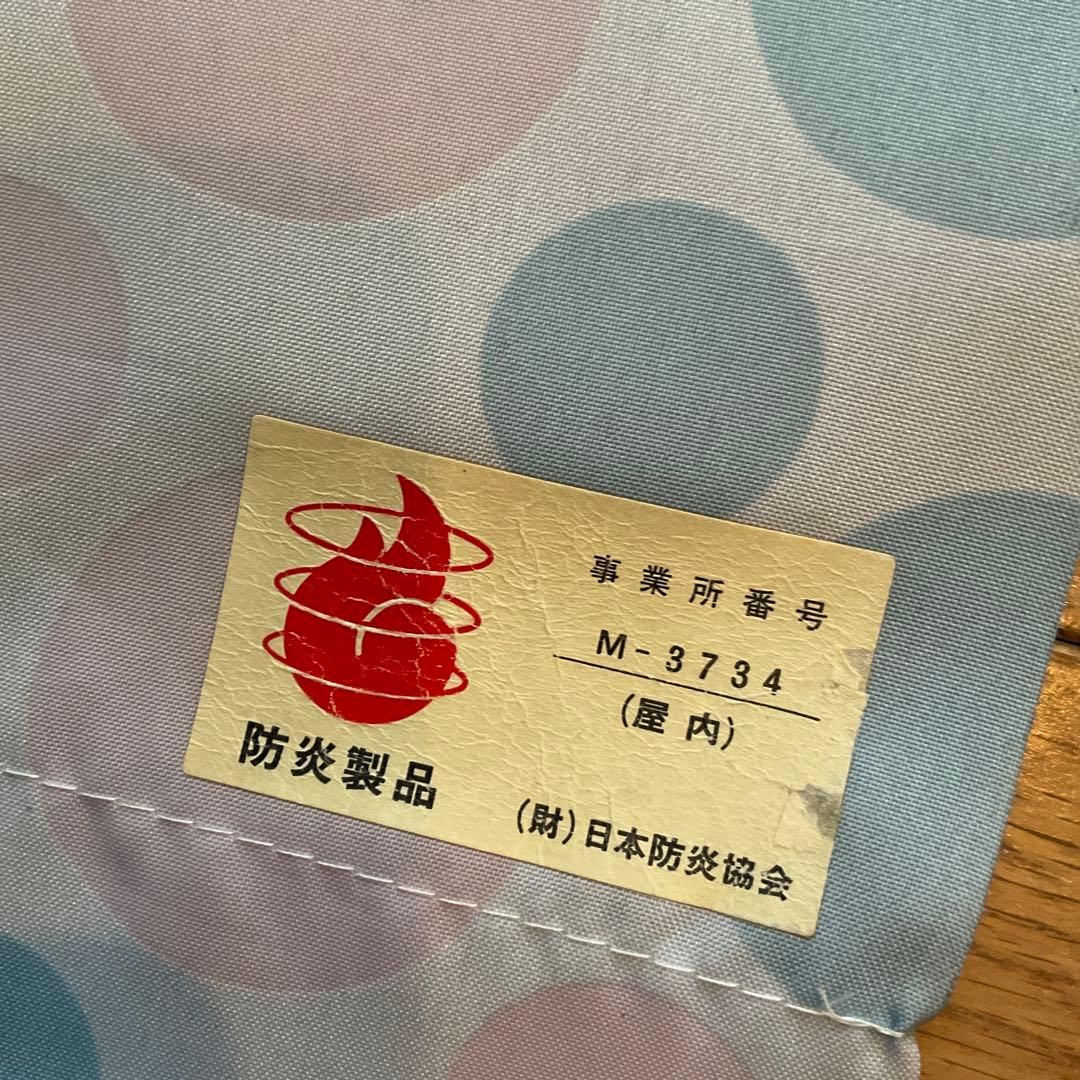 事業所番号
M-3734
(屋内)
防炎製品
(財)日本防炎協会